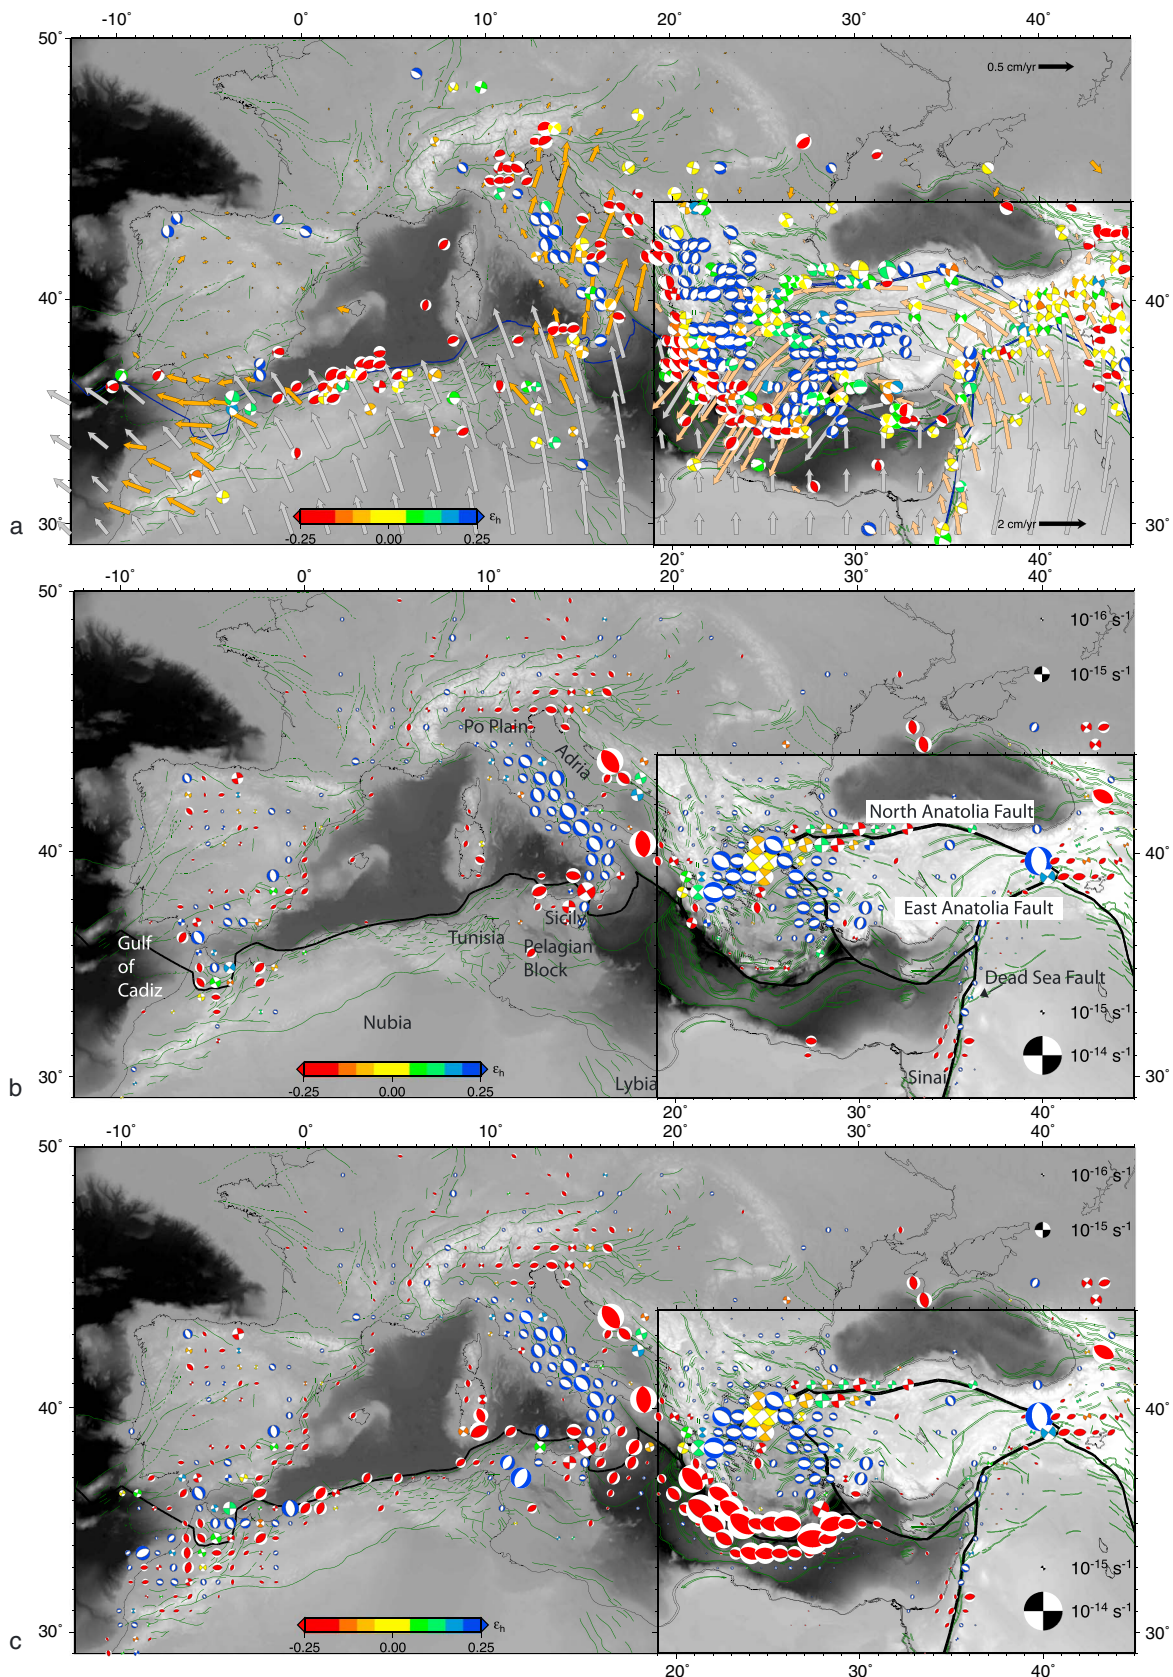 -10° 0° 10° 20° 30° 40°
50°
0.5 cm/yr
40° 40°
εh
-0.25 0.00 0.25
2 cm/yr
30° 30°
a
20° 30° 40°
-10° 0° 10° 20° 30° 40°
50°
10-16 s-1
10-15 s-1
Po Plain
Adria
North Anatolia Fault
40° 40°
East Anatolia Fault
Sicily
Tunisia
Gulf
of
Cadiz
Pelagian
Block
Dead Sea Fault
10-15 s-1
Nubia
10-14 s-1
εh
-0.25 0.00 0.25
Sinai
Lybia
30° 30°
b
20° 30° 40°
-10° 0° 10° 20° 30° 40°
50°
10-16 s-1
10-15 s-1
40° 40°
10-15 s-1
10-14 s-1
εh
-0.25 0.00 0.25
30° 30°
c
20° 30° 40°